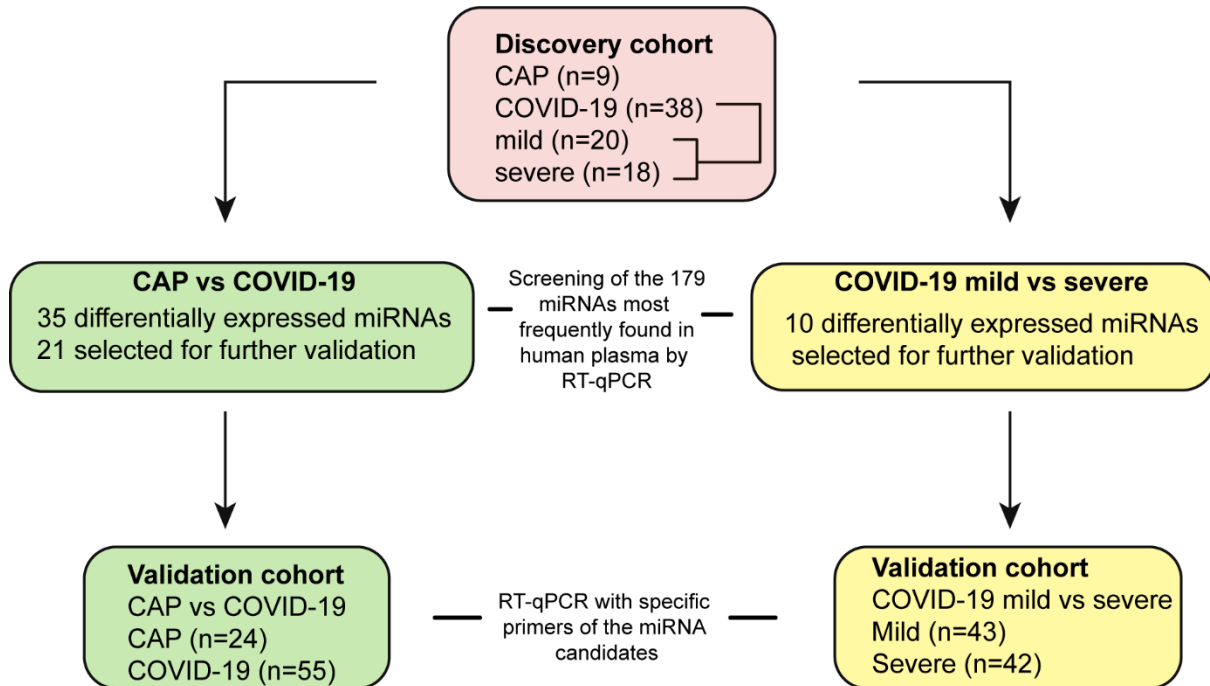 Discovery cohort
CAP (n=9)
COVID-19 (n=38)
mild (n=20)
severe (n=18)
CAP vs COVID-19
35 differentially expressed miRNAs
21 selected for further validation
Screening of the 179
miRNAs most
frequently found in
human plasma by
RT-qPCR
COVID-19 mild vs severe
10 differentially expressed miRNAs
selected for further validation
Validation cohort
CAP vs COVID-19
CAP (n=24)
COVID-19 (n=55)
RT-qPCR with specific
primers of the miRNA
candidates
Validation cohort
COVID-19 mild vs severe
Mild (n=43)
Severe (n=42)